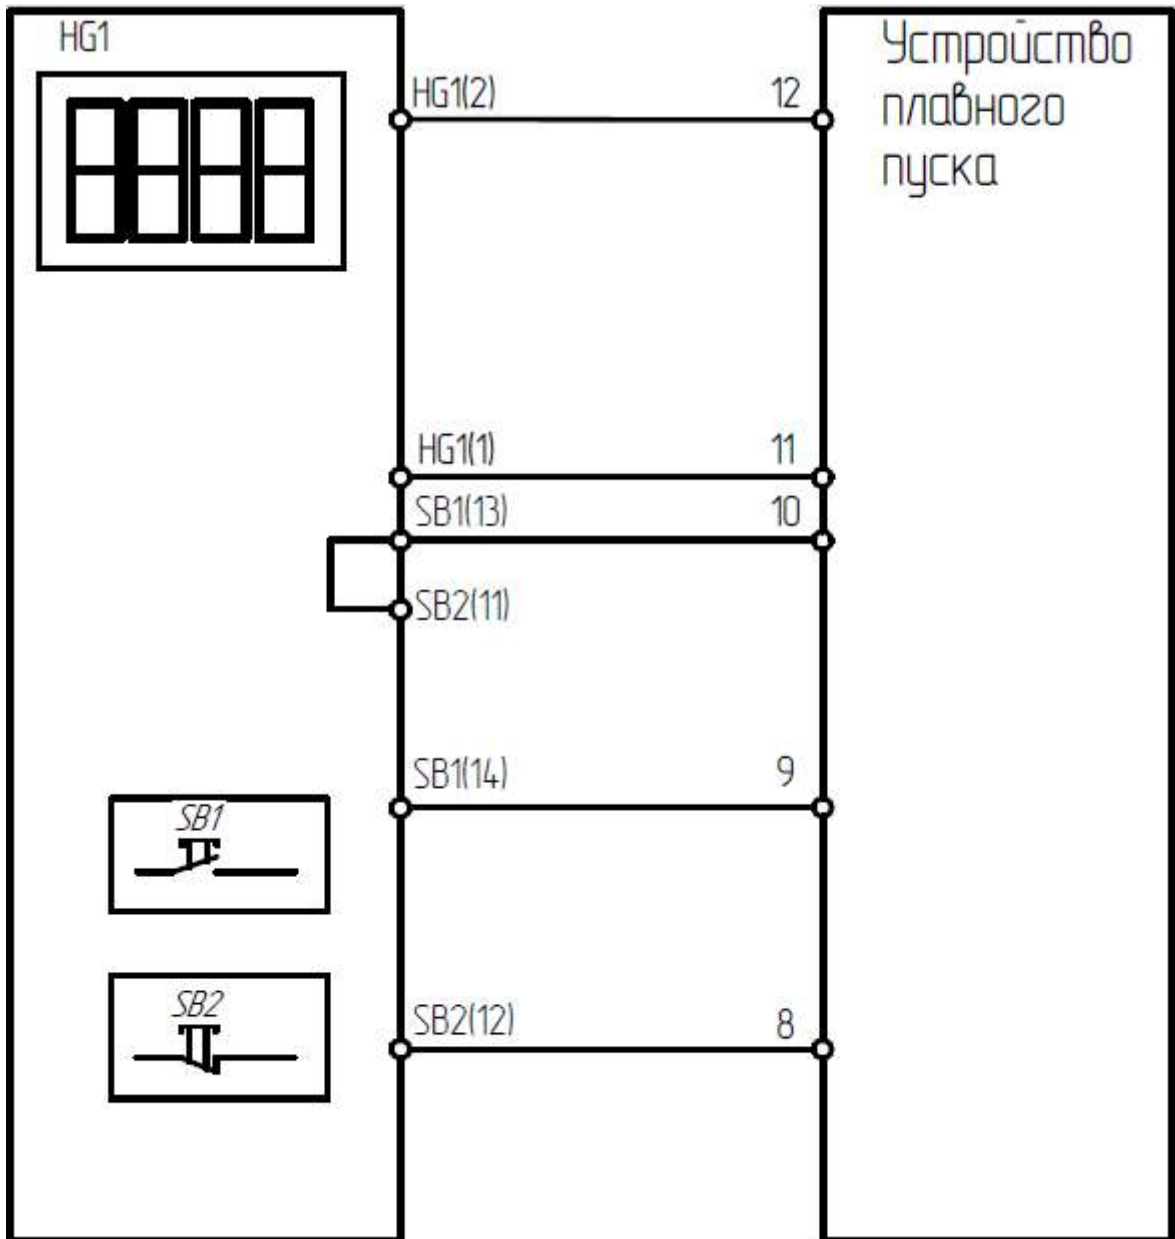 HG1
Устройство
плавного
пуска
HG1(2) 12
HG1(1) 11
SB1(13) 10
SB2(11)
SB1(14) 9
SB1
SB2
SB2(12) 8